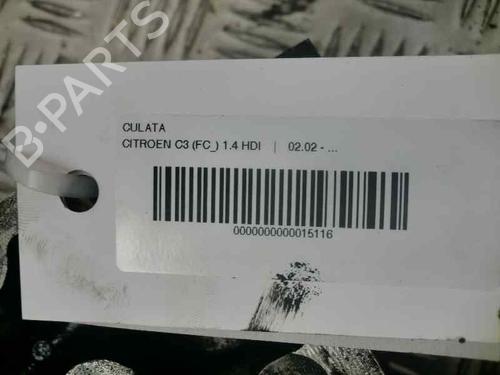 B-PARTS
CULATA
CITROEN C3 (FC_) 1.4 HDI | 02.02 - ...
0000000000015116